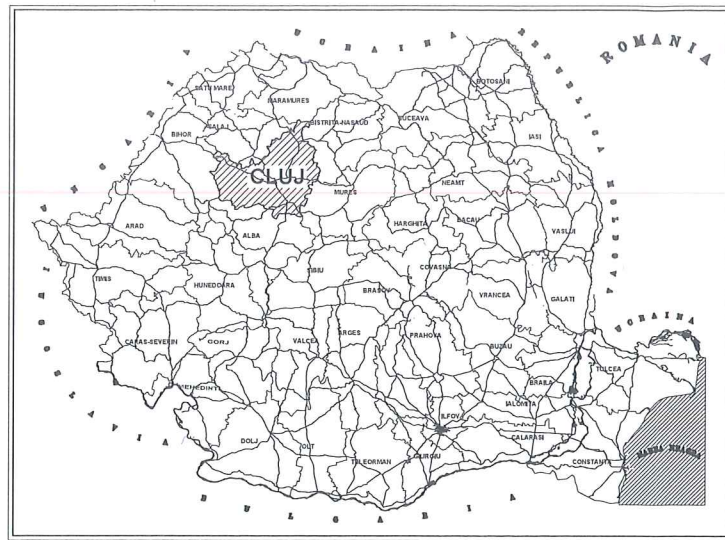 ROMANIA
UCRAINA
REPUBLICA MOLDOVA
UNGARIA
BOTOSANI
SATU MARE
MARAMURES
SUCEAVA
BISTRITA-NASAUD
SALAJ
BIHOR
IASI
CLUJ
NEAMT
MURES
HARGHITA
BACAU
ARAD
ALBA
VASLUI
COVASNA
SIBIU
TIMIS
HUNEDOARA
BRASOV
VRANCEA
GALATI
UCRAINA
CARAS-SEVERIN
GORJ
VALCEA
ARGES
PRAHOVA
BUZAU
TULCEA
MEHEDINTI
BRAILA
IALOMITA
ILFOV
IUGOSLAVIA
DOLJ
OLT
CALARASI
TELEORMAN
GIURGIU
CONSTANTA
MAREA NEAGRA
BULGARIA